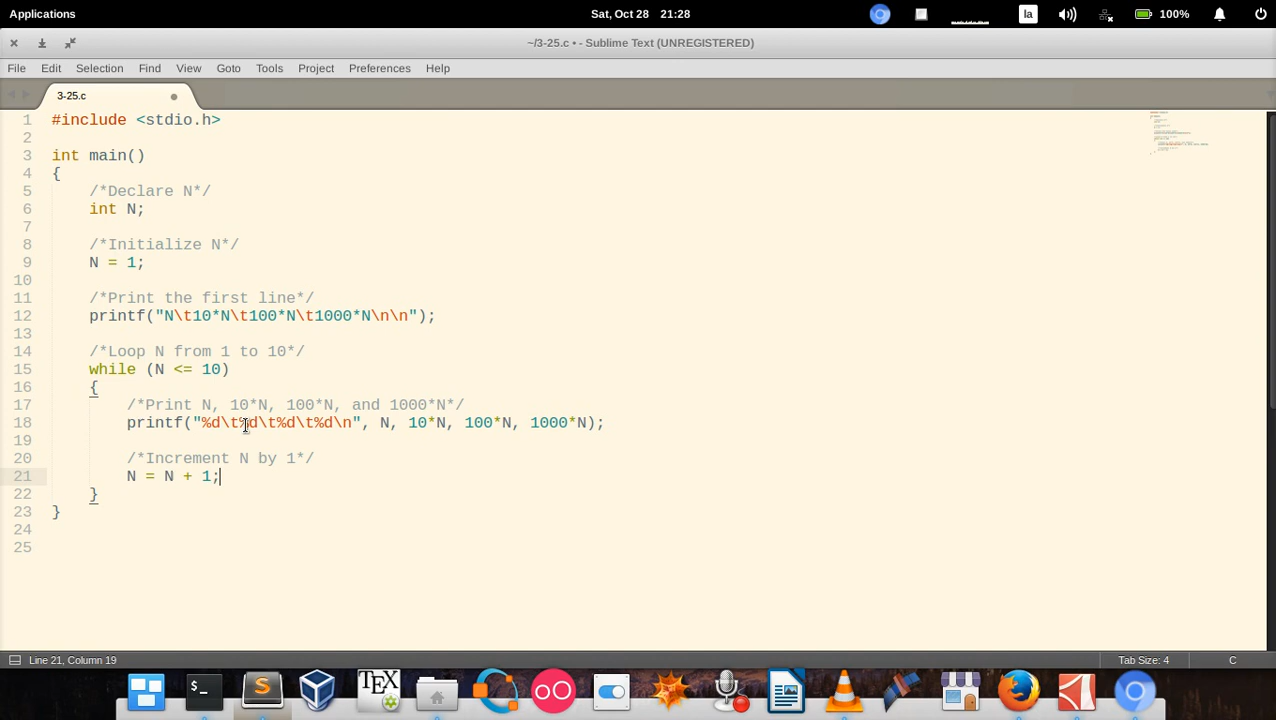 Applications Sat, Oct 28 21:28 la 100%
~/3-25.c • - Sublime Text (UNREGISTERED)
File Edit Selection Find View Goto Tools Project Preferences Help
3-25.c
1 #include <stdio.h>
2
3 int main()
4 {
5 /*Declare N*/
6 int N;
7
8 /*Initialize N*/
9 N = 1;
10
11 /*Print the first line*/
12 printf("N\t10*N\t100*N\t1000*N\n\n");
13
14 /*Loop N from 1 to 10*/
15 while (N <= 10)
16 {
17 /*Print N, 10*N, 100*N, and 1000*N*/
18 printf("%d\t%d\t%d\t%d\n", N, 10*N, 100*N, 1000*N);
19
20 /*Increment N by 1*/
21 N = N + 1;
22 }
23 }
24
25
Line 21, Column 19 Tab Size: 4 C
TEX